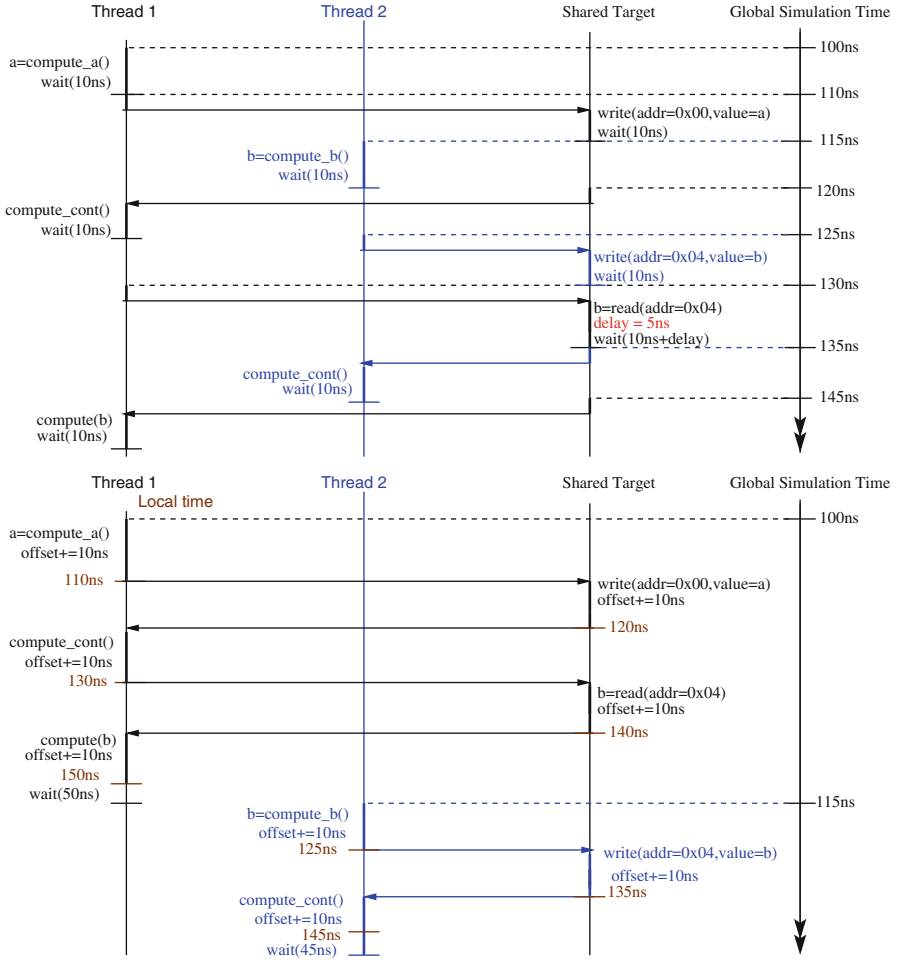 Thread 1 Thread 2 Shared Target Global Simulation Time
100ns
a=compute_a()
wait(10ns)
110ns
write(addr=0x00,value=a)
wait(10ns)
115ns
b=compute_b()
wait(10ns)
120ns
compute_cont()
wait(10ns)
125ns
write(addr=0x04,value=b)
wait(10ns)
130ns
b=read(addr=0x04)
delay = 5ns
wait(10ns+delay)
135ns
compute_cont()
wait(10ns)
145ns
compute(b)
wait(10ns)
Thread 1 Thread 2 Shared Target Global Simulation Time
Local time
100ns
a=compute_a()
offset+=10ns
110ns
write(addr=0x00,value=a)
offset+=10ns
120ns
compute_cont()
offset+=10ns
130ns
b=read(addr=0x04)
offset+=10ns
140ns
compute(b)
offset+=10ns
150ns
wait(50ns)
115ns
b=compute_b()
offset+=10ns
125ns
write(addr=0x04,value=b)
offset+=10ns
135ns
compute_cont()
offset+=10ns
145ns
wait(45ns)